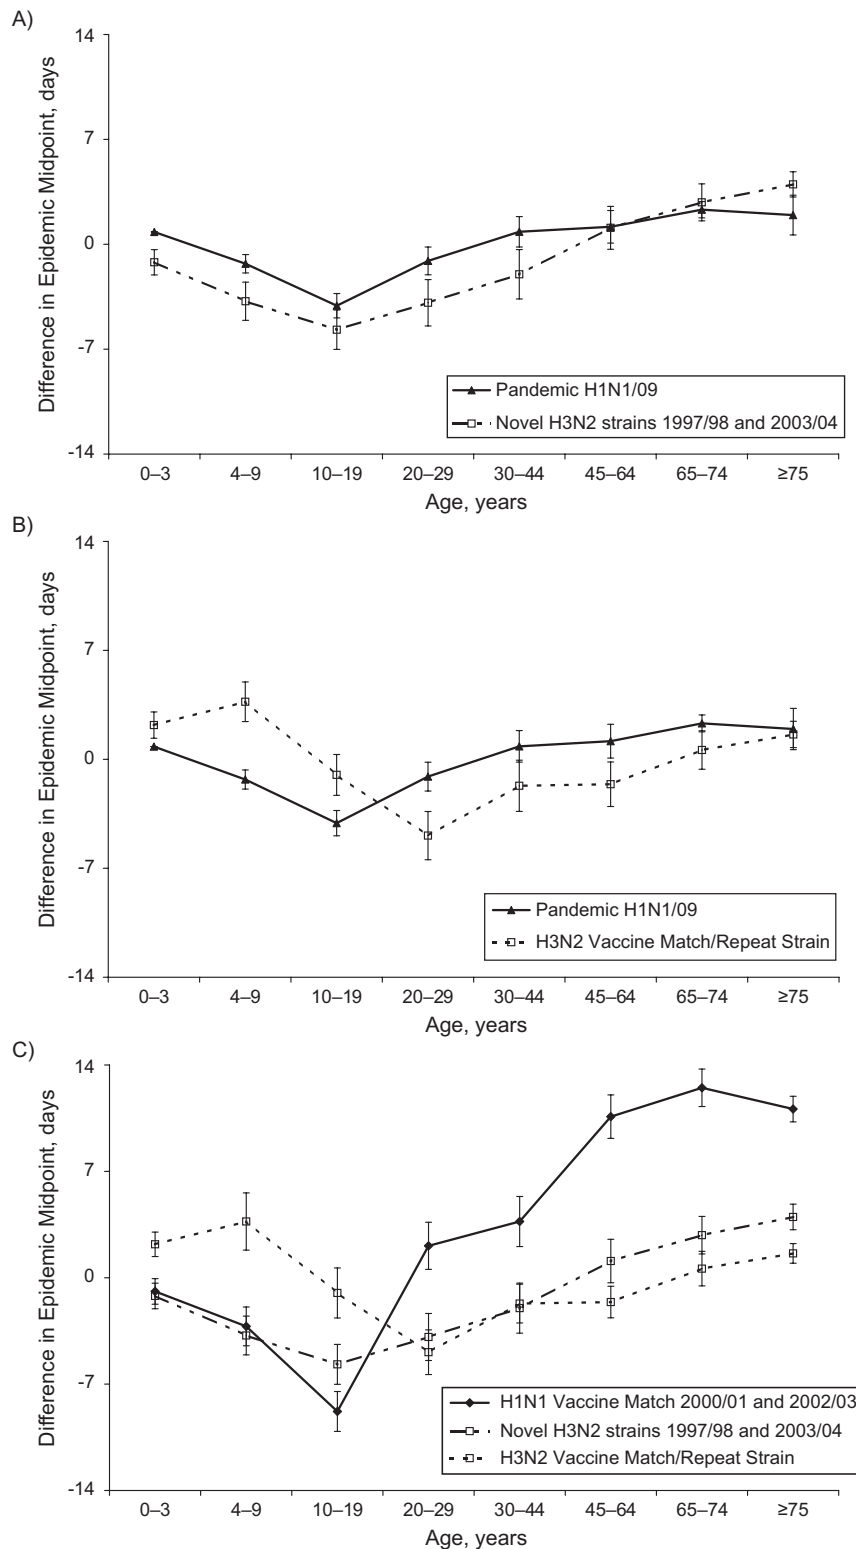 A)
14
7
0
-7
-14
Difference in Epidemic Midpoint, days
Pandemic H1N1/09
Novel H3N2 strains 1997/98 and 2003/04
0–3 4–9 10–19 20–29 30–44 45–64 65–74 ≥75
Age, years
B)
14
7
0
-7
-14
Difference in Epidemic Midpoint, days
Pandemic H1N1/09
H3N2 Vaccine Match/Repeat Strain
0–3 4–9 10–19 20–29 30–44 45–64 65–74 ≥75
Age, years
C)
14
7
0
-7
-14
Difference in Epidemic Midpoint, days
H1N1 Vaccine Match 2000/01 and 2002/03
Novel H3N2 strains 1997/98 and 2003/04
H3N2 Vaccine Match/Repeat Strain
0–3 4–9 10–19 20–29 30–44 45–64 65–74 ≥75
Age, years